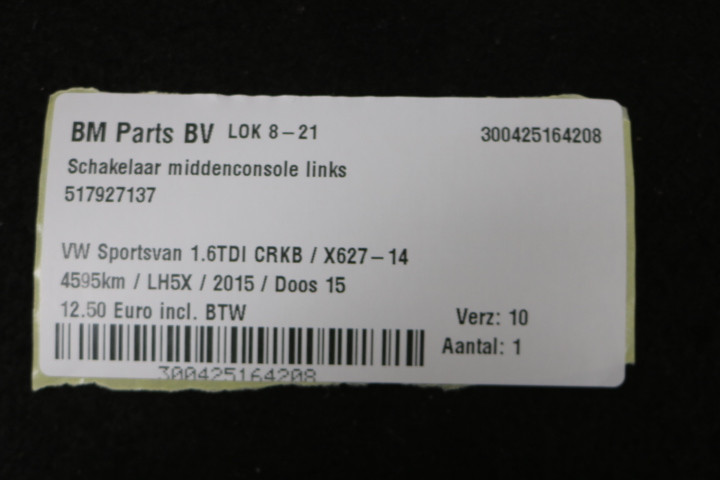 BM Parts BV LOK 8-21 300425164208
Schakelaar middenconsole links
517927137
VW Sportsvan 1.6TDI CRKB / X627-14
4595km / LH5X / 2015 / Doos 15
12.50 Euro incl. BTW
Verz: 10
Aantal: 1
300425164208